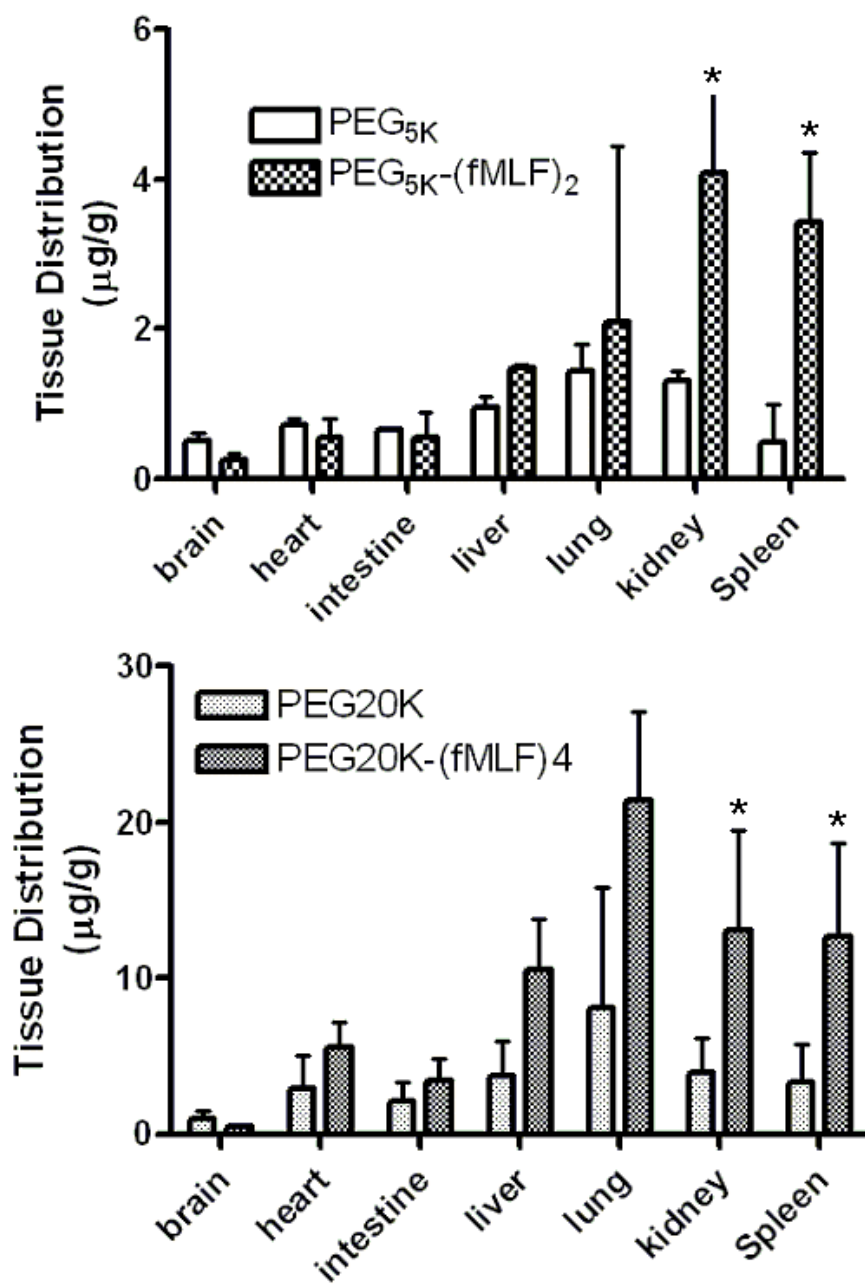 6
*
*
PEG5K
PEG5K-(fMLF)2
4
Tissue Distribution
(μg/g)
2
0
brain
heart
intestine
liver
lung
kidney
Spleen
30
PEG20K
PEG20K-(fMLF)4
20
*
*
Tissue Distribution
(μg/g)
10
0
brain
heart
intestine
liver
lung
kidney
Spleen